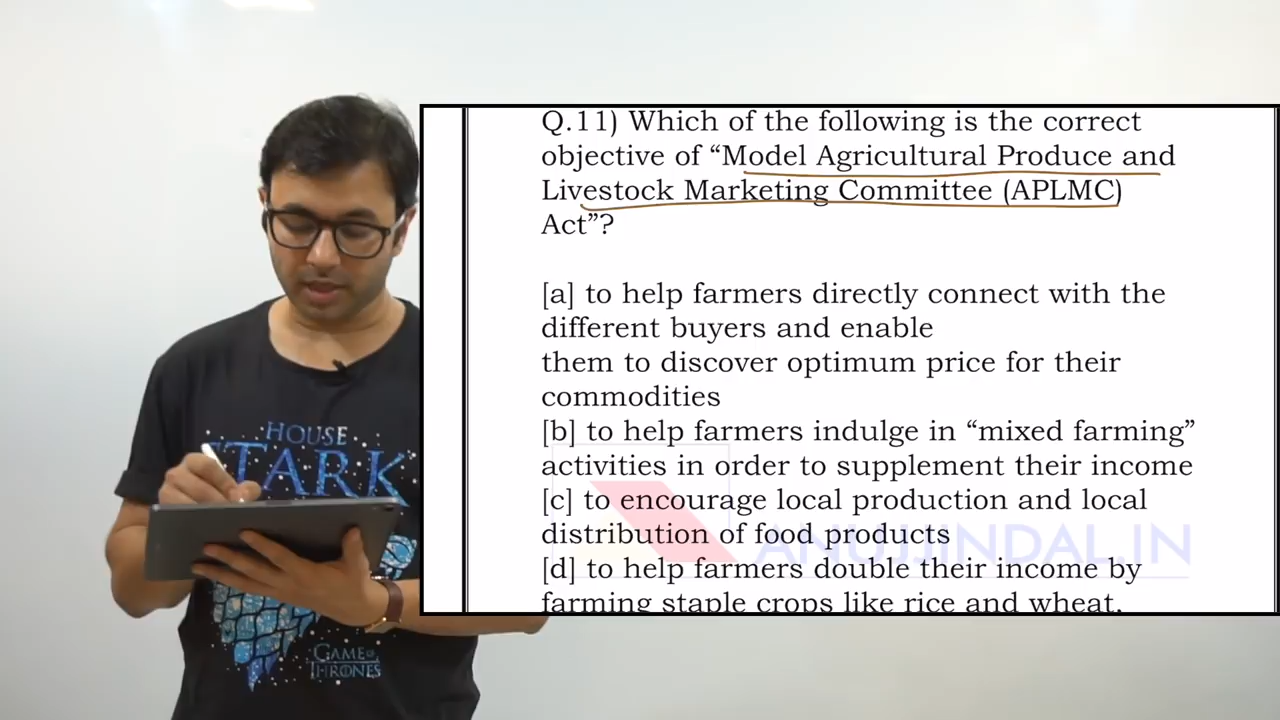 Q.11) Which of the following is the correct
objective of “Model Agricultural Produce and
Livestock Marketing Committee (APLMC)
Act”?
[a] to help farmers directly connect with the
different buyers and enable
them to discover optimum price for their
commodities
[b] to help farmers indulge in “mixed farming”
activities in order to supplement their income
[c] to encourage local production and local
distribution of food products
[d] to help farmers double their income by
farming staple crops like rice and wheat,
ANUJJINDAL.IN
HOUSE
STARK
GAME OF
THRONES